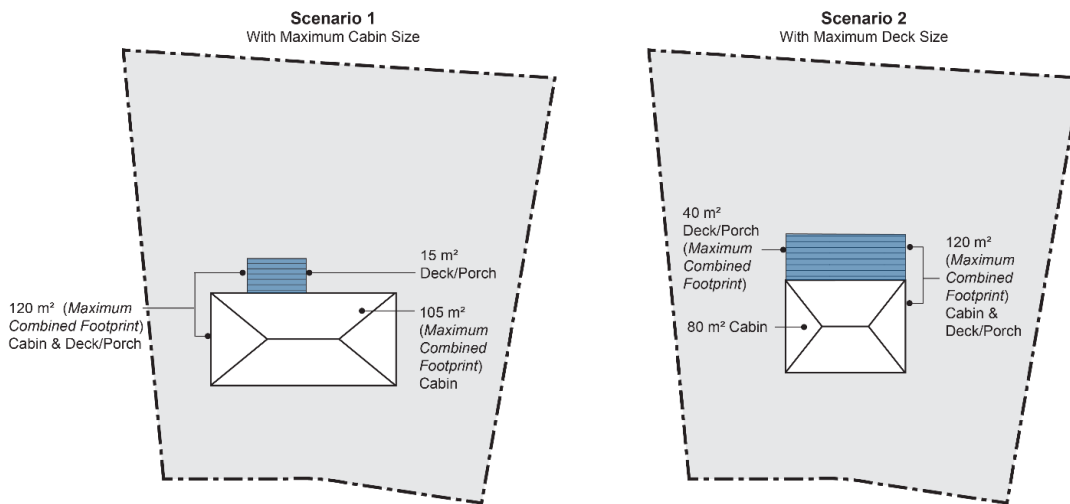 Scenario 1
With Maximum Cabin Size
120 m² (Maximum
Combined Footprint)
Cabin & Deck/Porch
15 m²
Deck/Porch
105 m²
(Maximum
Combined
Footprint)
Cabin
Scenario 2
With Maximum Deck Size
40 m²
Deck/Porch
(Maximum
Combined
Footprint)
80 m² Cabin
120 m²
(Maximum
Combined
Footprint)
Cabin &
Deck/Porch